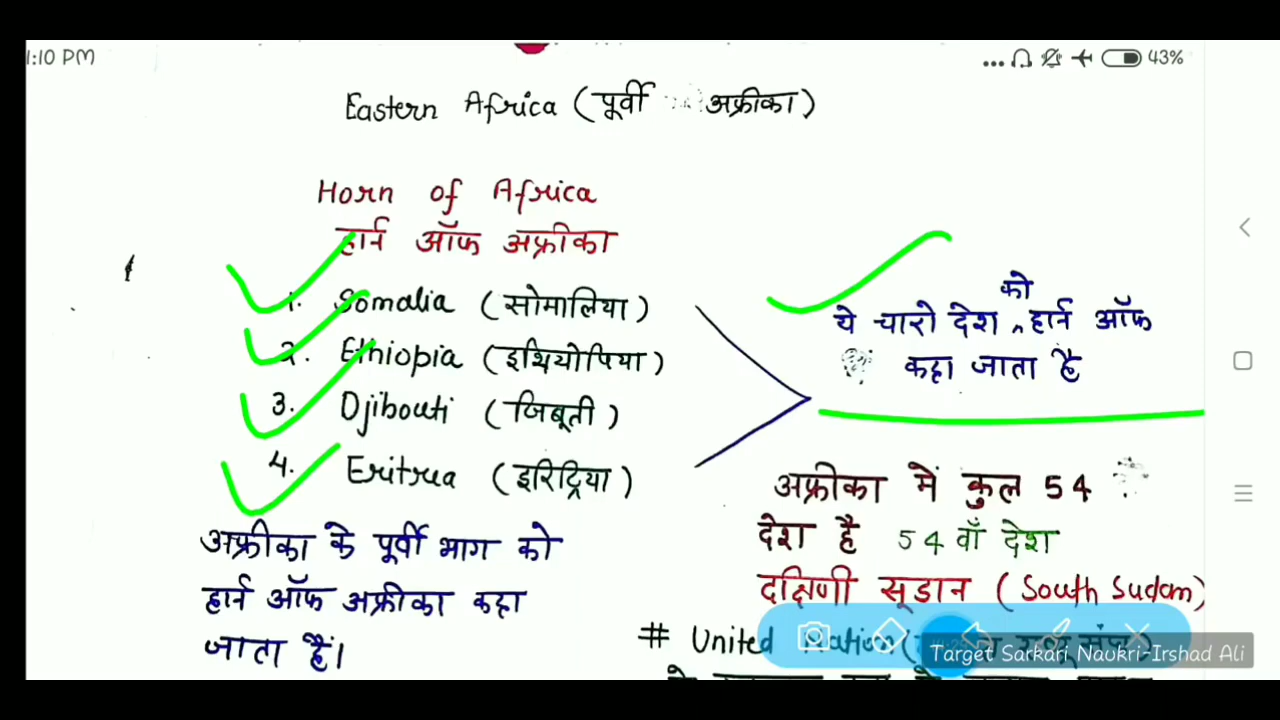 1:10 PM
43%
Eastern Africa (पूर्वी अफ्रीका)
Horn of Africa
हार्न ऑफ अफ्रीका
1. Somalia (सोमालिया)
2. Ethiopia (इथियोपिया)
3. Djibouti (जिबूती)
4. Eritrea (इरिट्रिया)
को
ये चारो देश ^ हार्न ऑफ
कहा जाता है
अफ्रीका के पूर्वी भाग को
हार्न ऑफ अफ्रीका कहा
जाता हैं।
अफ्रीका में कुल 54
देश है 54 वाँ देश
दक्षिणी सूडान (South Sudan)
# United Nation(
Target Sarkari Naukri-Irshad Ali